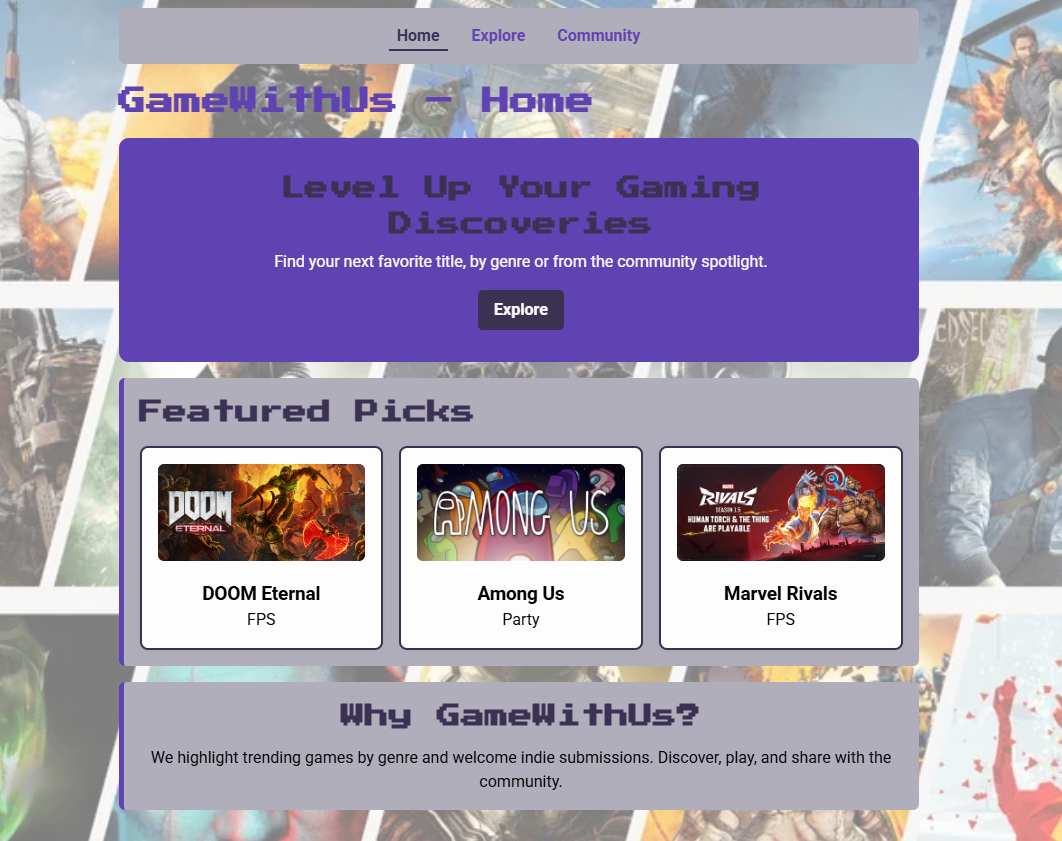 Home Explore Community
GameWithUs – Home
Level Up Your Gaming
Discoveries
Find your next favorite title, by genre or from the community spotlight.
Explore
Featured Picks
DOOM
ETERNAL
AMONG US
MARVEL
RIVALS
SEASON 1.5
HUMAN TORCH & THE THING
ARE PLAYABLE
DOOM Eternal
FPS
Among Us
Party
Marvel Rivals
FPS
Why GameWithUs?
We highlight trending games by genre and welcome indie submissions. Discover, play, and share with the
community.